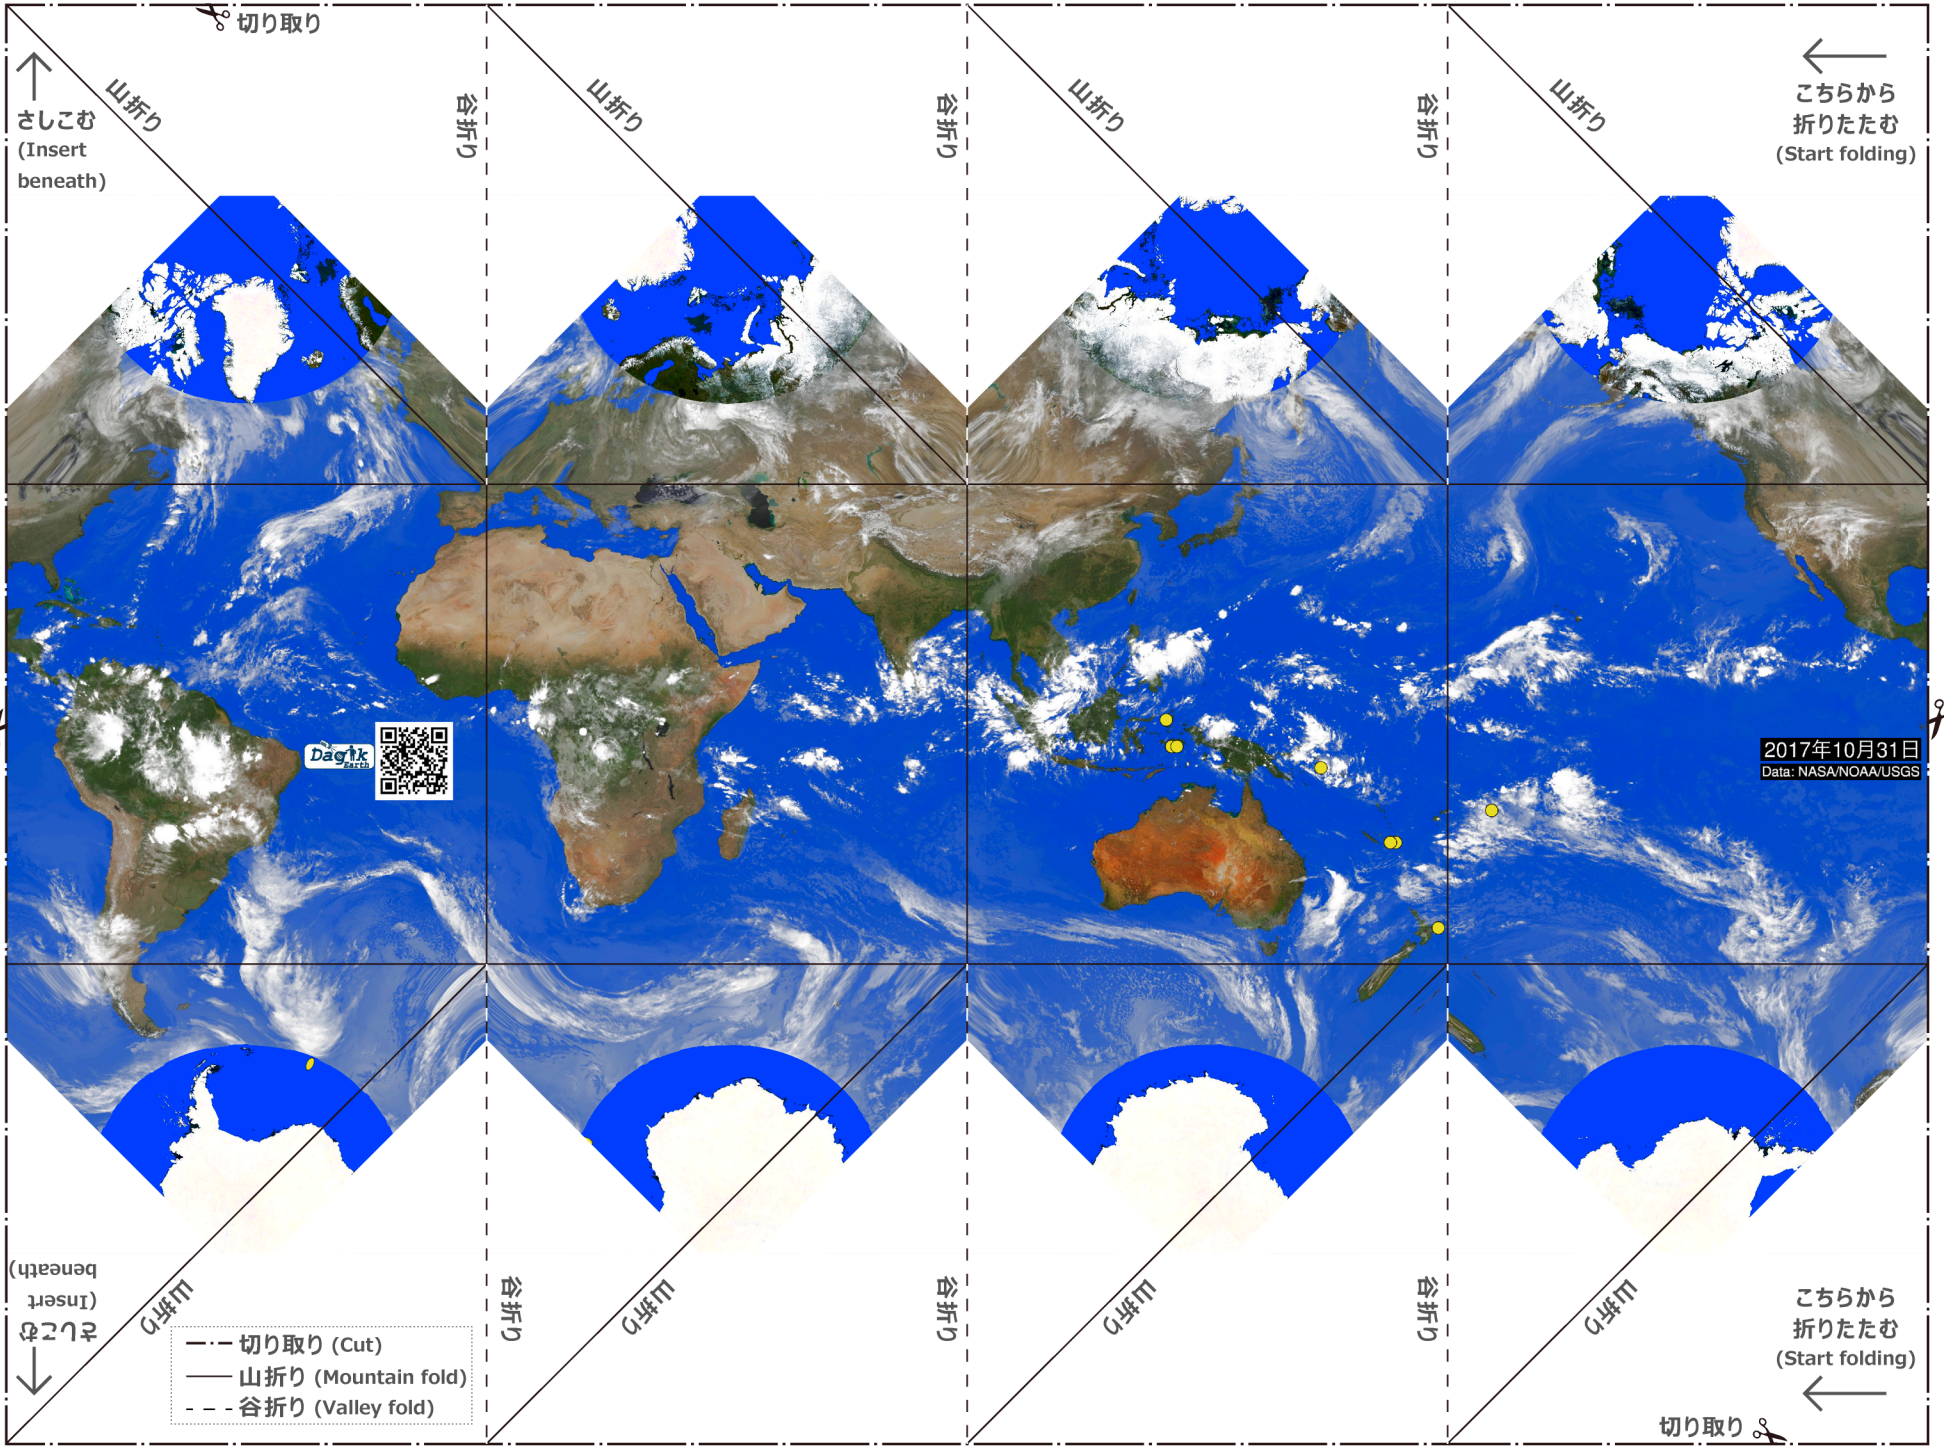 切り取り
山折り
谷折り
山折り
谷折り
山折り
谷折り
山折り
さしこむ
(Insert
beneath)
こちらから
折りたたむ
(Start folding)
Dagik
Earth
2017年10月31日
Data: NASA/NOAA/USGS
さしこむ
(Insert
beneath)
山折り
谷折り
山折り
谷折り
山折り
谷折り
山折り
こちらから
折りたたむ
(Start folding)
切り取り (Cut)
山折り (Mountain fold)
谷折り (Valley fold)
切り取り